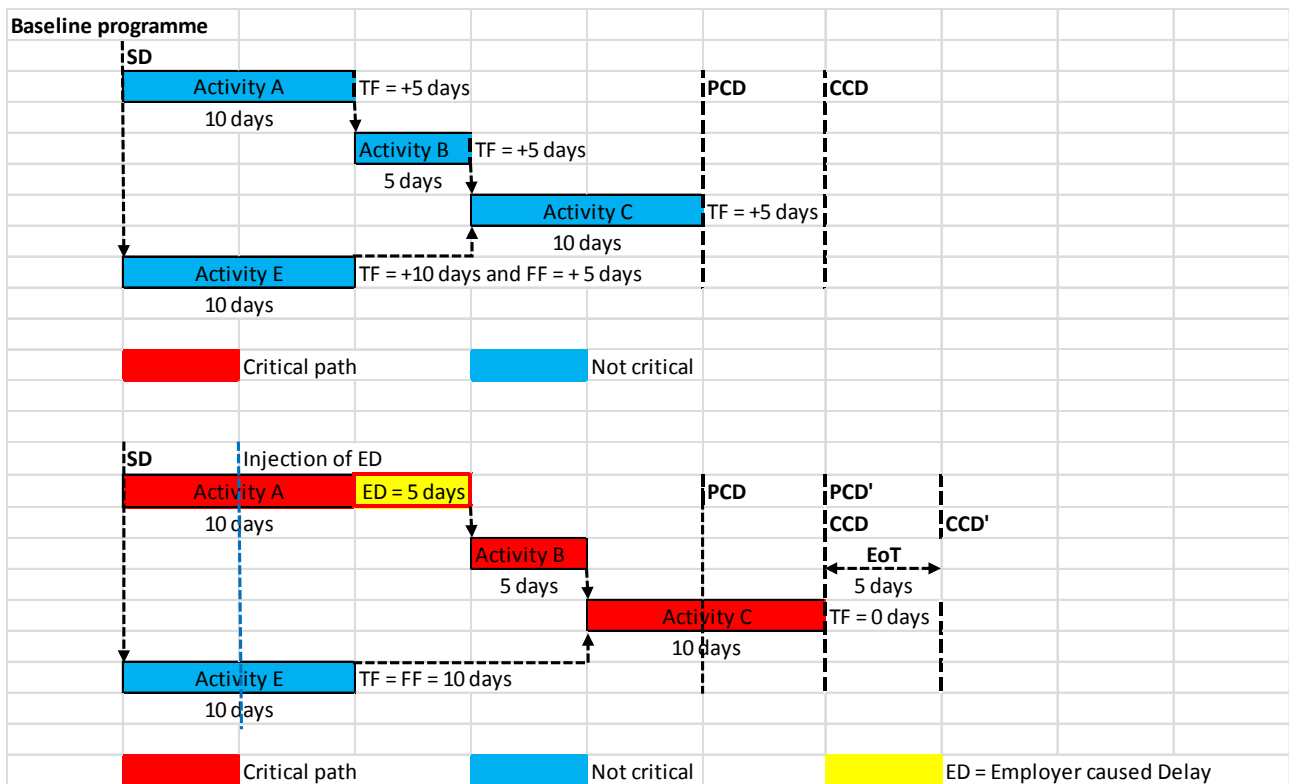 Baseline programme
SD
Activity A TF = +5 days PCD CCD
10 days
Activity B TF = +5 days
5 days
Activity C TF = +5 days
10 days
Activity E TF = +10 days and FF = + 5 days
10 days
Critical path Not critical
SD Injection of ED
Activity A ED = 5 days PCD PCD'
10 days CCD CCD'
Activity B EoT
5 days 5 days
Activity C TF = 0 days
10 days
Activity E TF = FF = 10 days
10 days
Critical path Not critical ED = Employer caused Delay